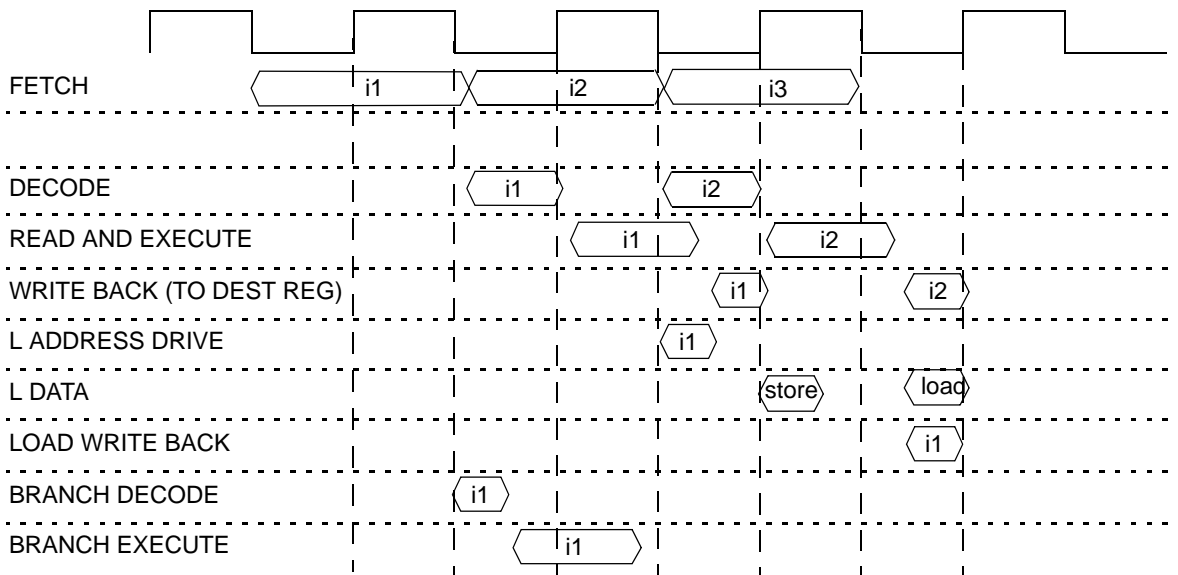 FETCH i1 i2 i3
DECODE i1 i2
READ AND EXECUTE i1 i2
WRITE BACK (TO DEST REG) i1 i2
L ADDRESS DRIVE i1
L DATA store load
LOAD WRITE BACK i1
BRANCH DECODE i1
BRANCH EXECUTE i1